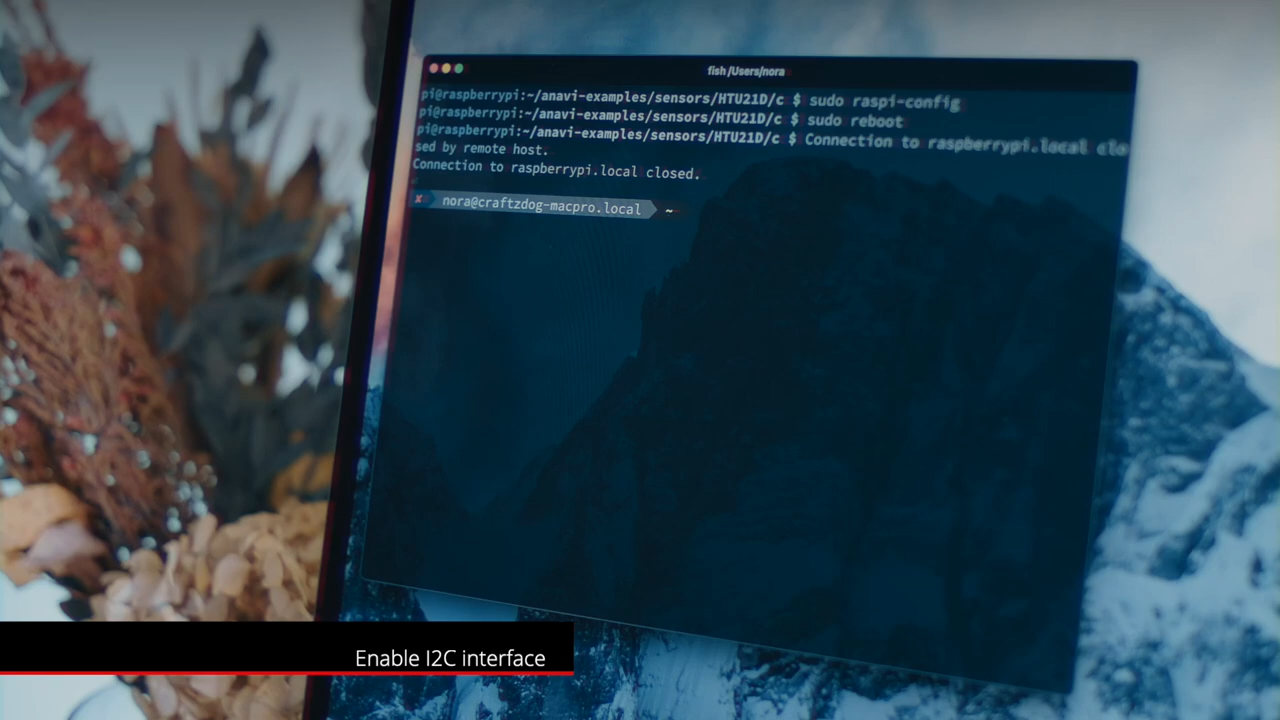 fish /Users/nora
pi@raspberrypi:~/anavi-examples/sensors/HTU21D/c $ sudo raspi-config
pi@raspberrypi:~/anavi-examples/sensors/HTU21D/c $ sudo reboot
pi@raspberrypi:~/anavi-examples/sensors/HTU21D/c $ Connection to raspberrypi.local clo
sed by remote host.
Connection to raspberrypi.local closed.
✘ nora@craftzdog-macpro.local ~
Enable I2C interface